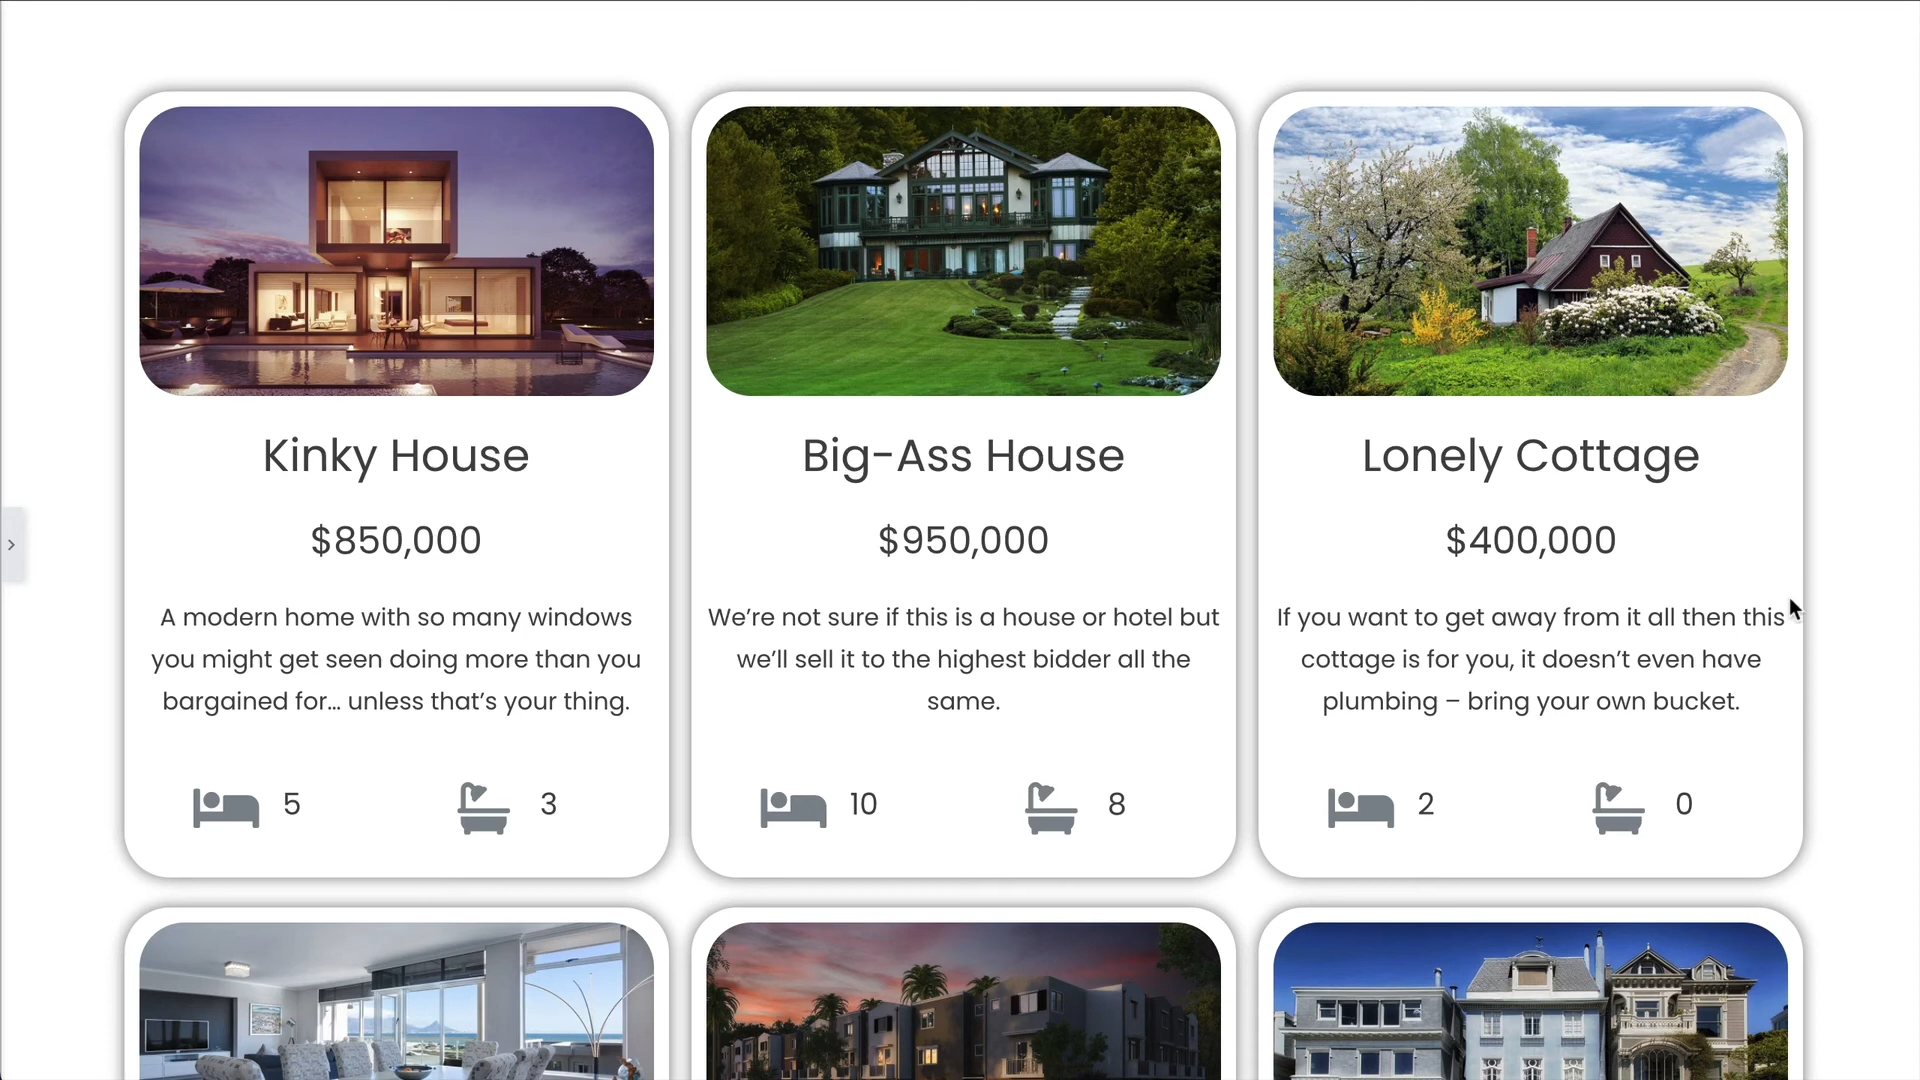 Kinky House
$850,000
A modern home with so many windows
you might get seen doing more than you
bargained for… unless that’s your thing.
5
3
Big-Ass House
$950,000
We’re not sure if this is a house or hotel but
we’ll sell it to the highest bidder all the
same.
10
8
Lonely Cottage
$400,000
If you want to get away from it all then this
cottage is for you, it doesn’t even have
plumbing – bring your own bucket.
2
0